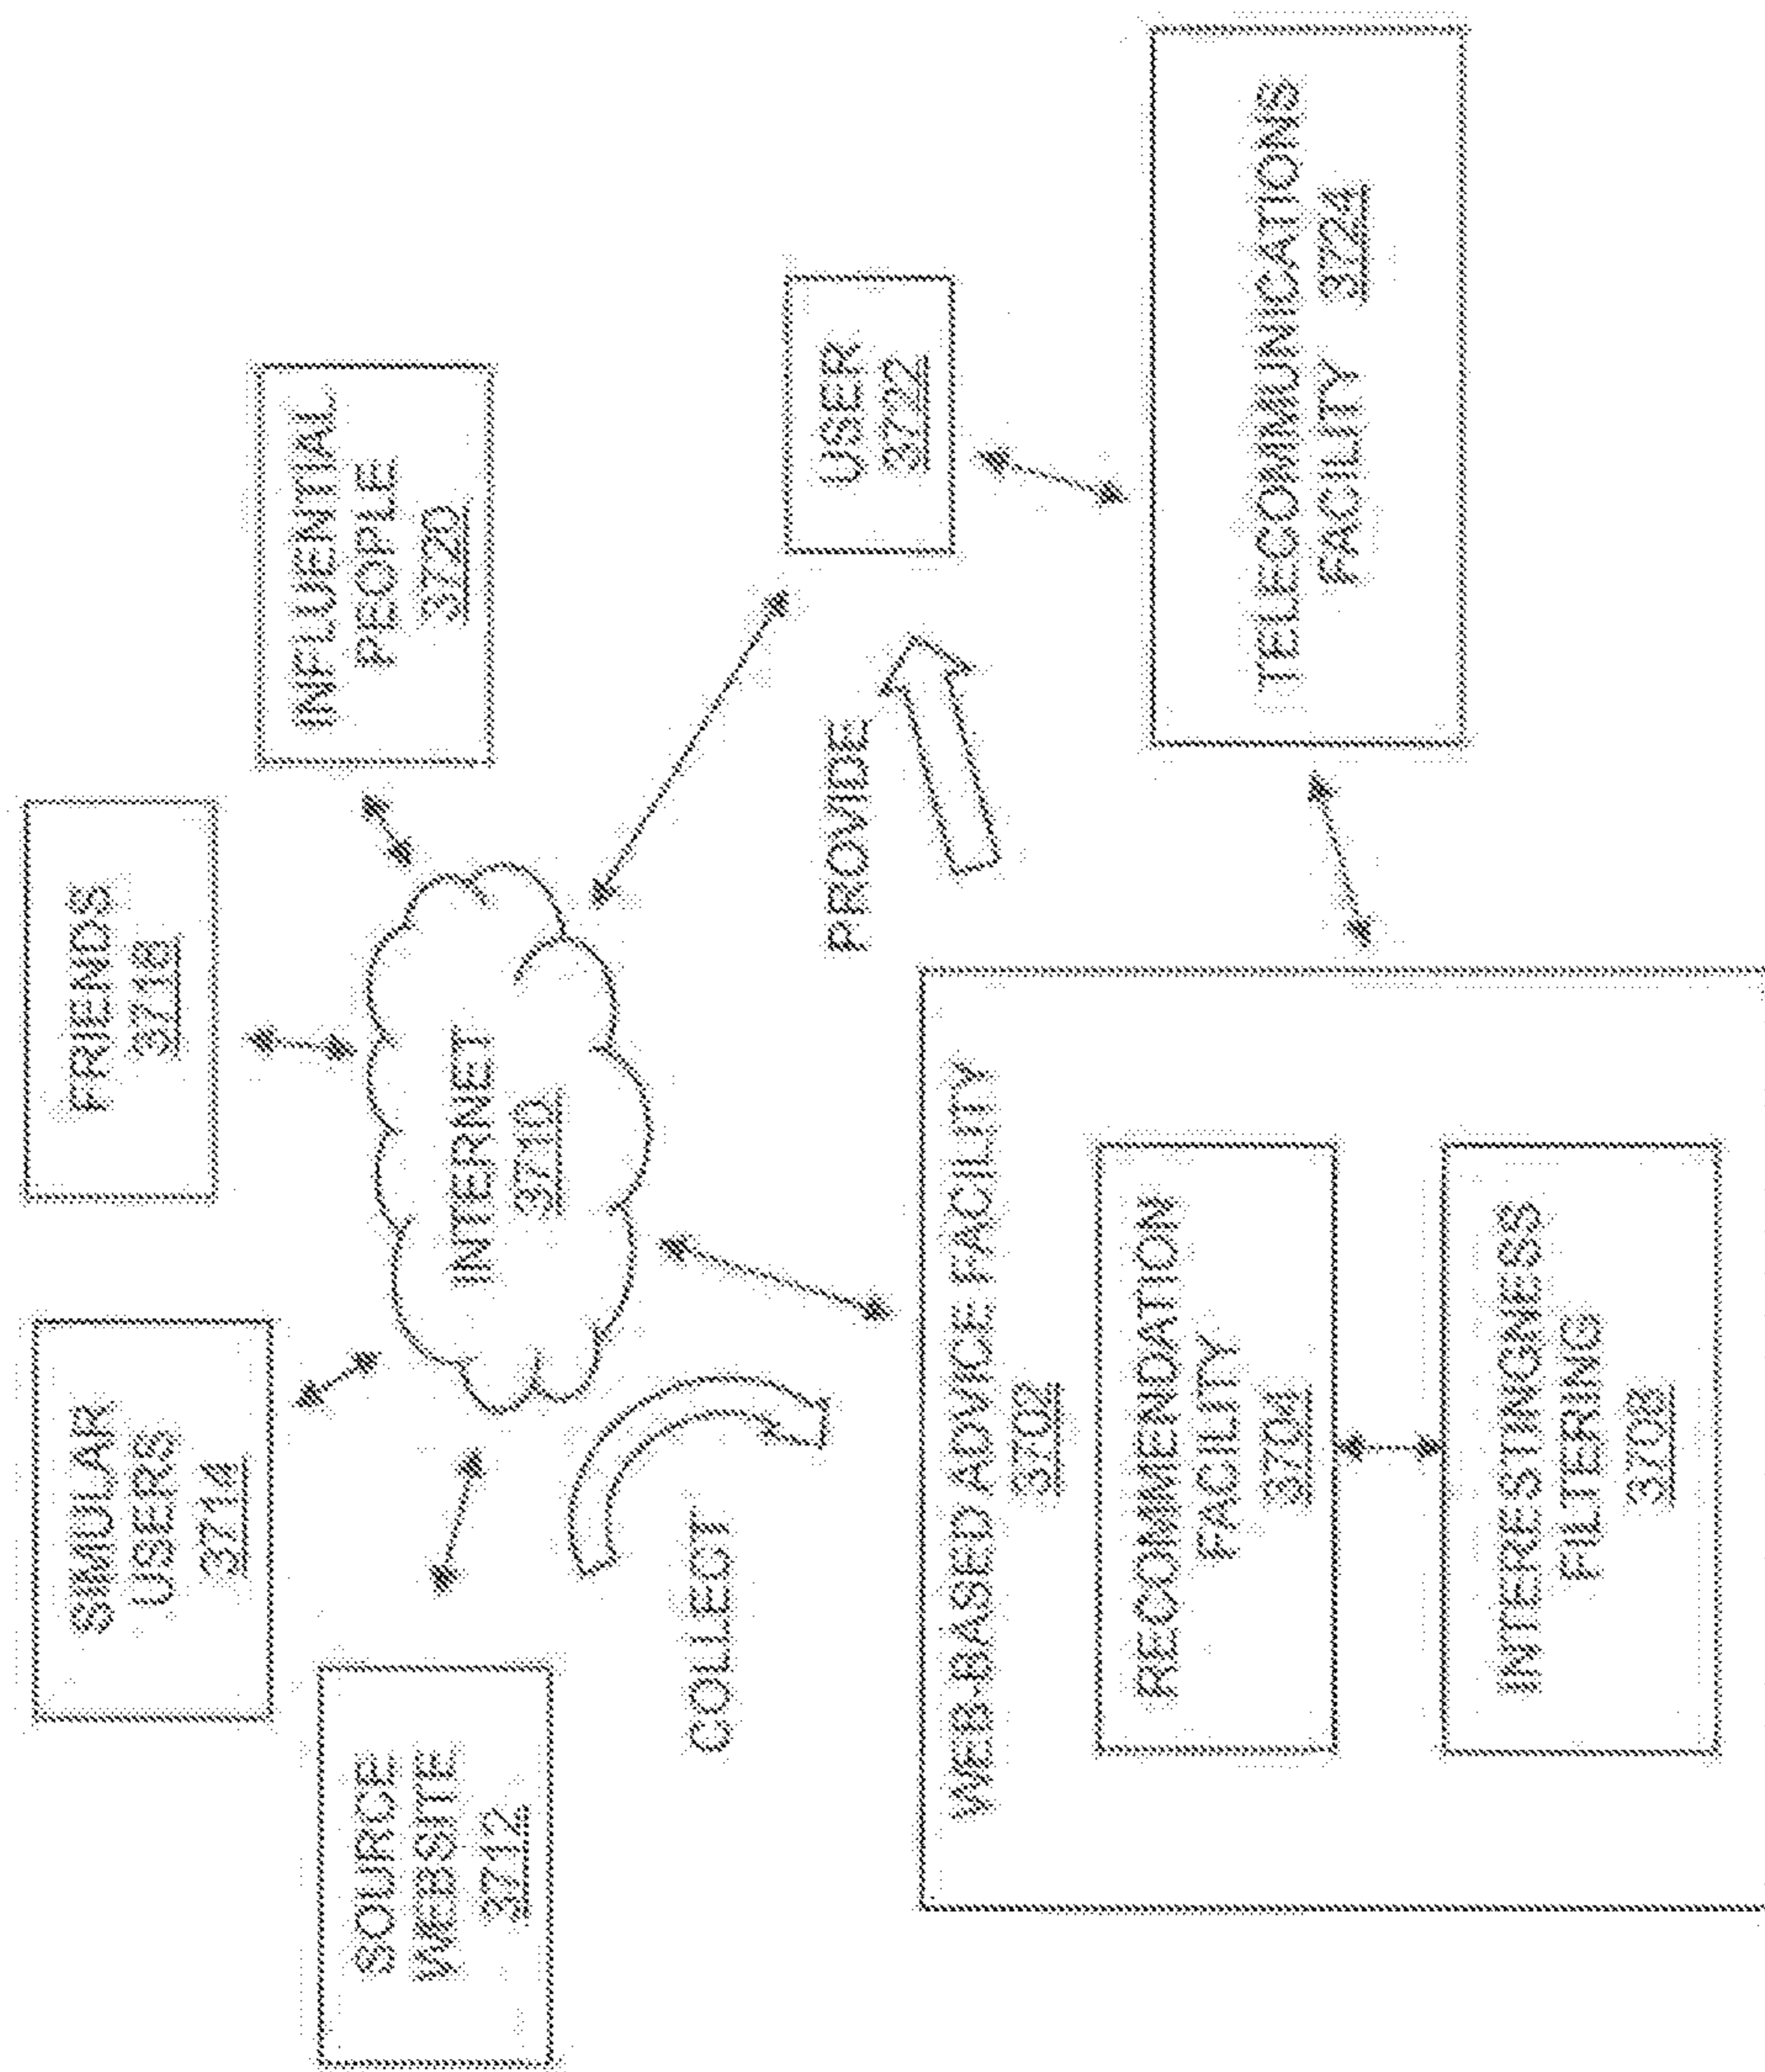 SIMULAR
USERS
3714
FRIENDS
3718
SOURCE
WEBSITE
3712
INFLUENTIAL
PEOPLE
3720
INTERNET
3710
COLLECT
PROVIDE
USER
3722
WEB-BASED ADVICE FACILITY
3702
RECOMMENDATION
FACILITY
3704
INTERESTINGNESS
FILTERING
3708
TELECOMMUNICATIONS
FACILITY 3724